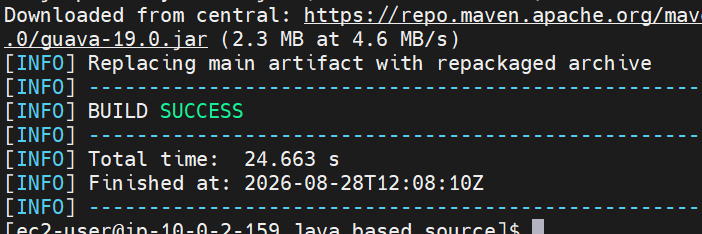 Downloaded from central: https://repo.maven.apache.org/mav
.0/guava-19.0.jar (2.3 MB at 4.6 MB/s)
[INFO] Replacing main artifact with repackaged archive
[INFO] ------------------------------------------------
[INFO] BUILD SUCCESS
[INFO] ------------------------------------------------
[INFO] Total time:  24.663 s
[INFO] Finished at: 2026-08-28T12:08:10Z
[INFO] ------------------------------------------------
[ec2-user@ip-10-0-2-159 Java_based_source]$